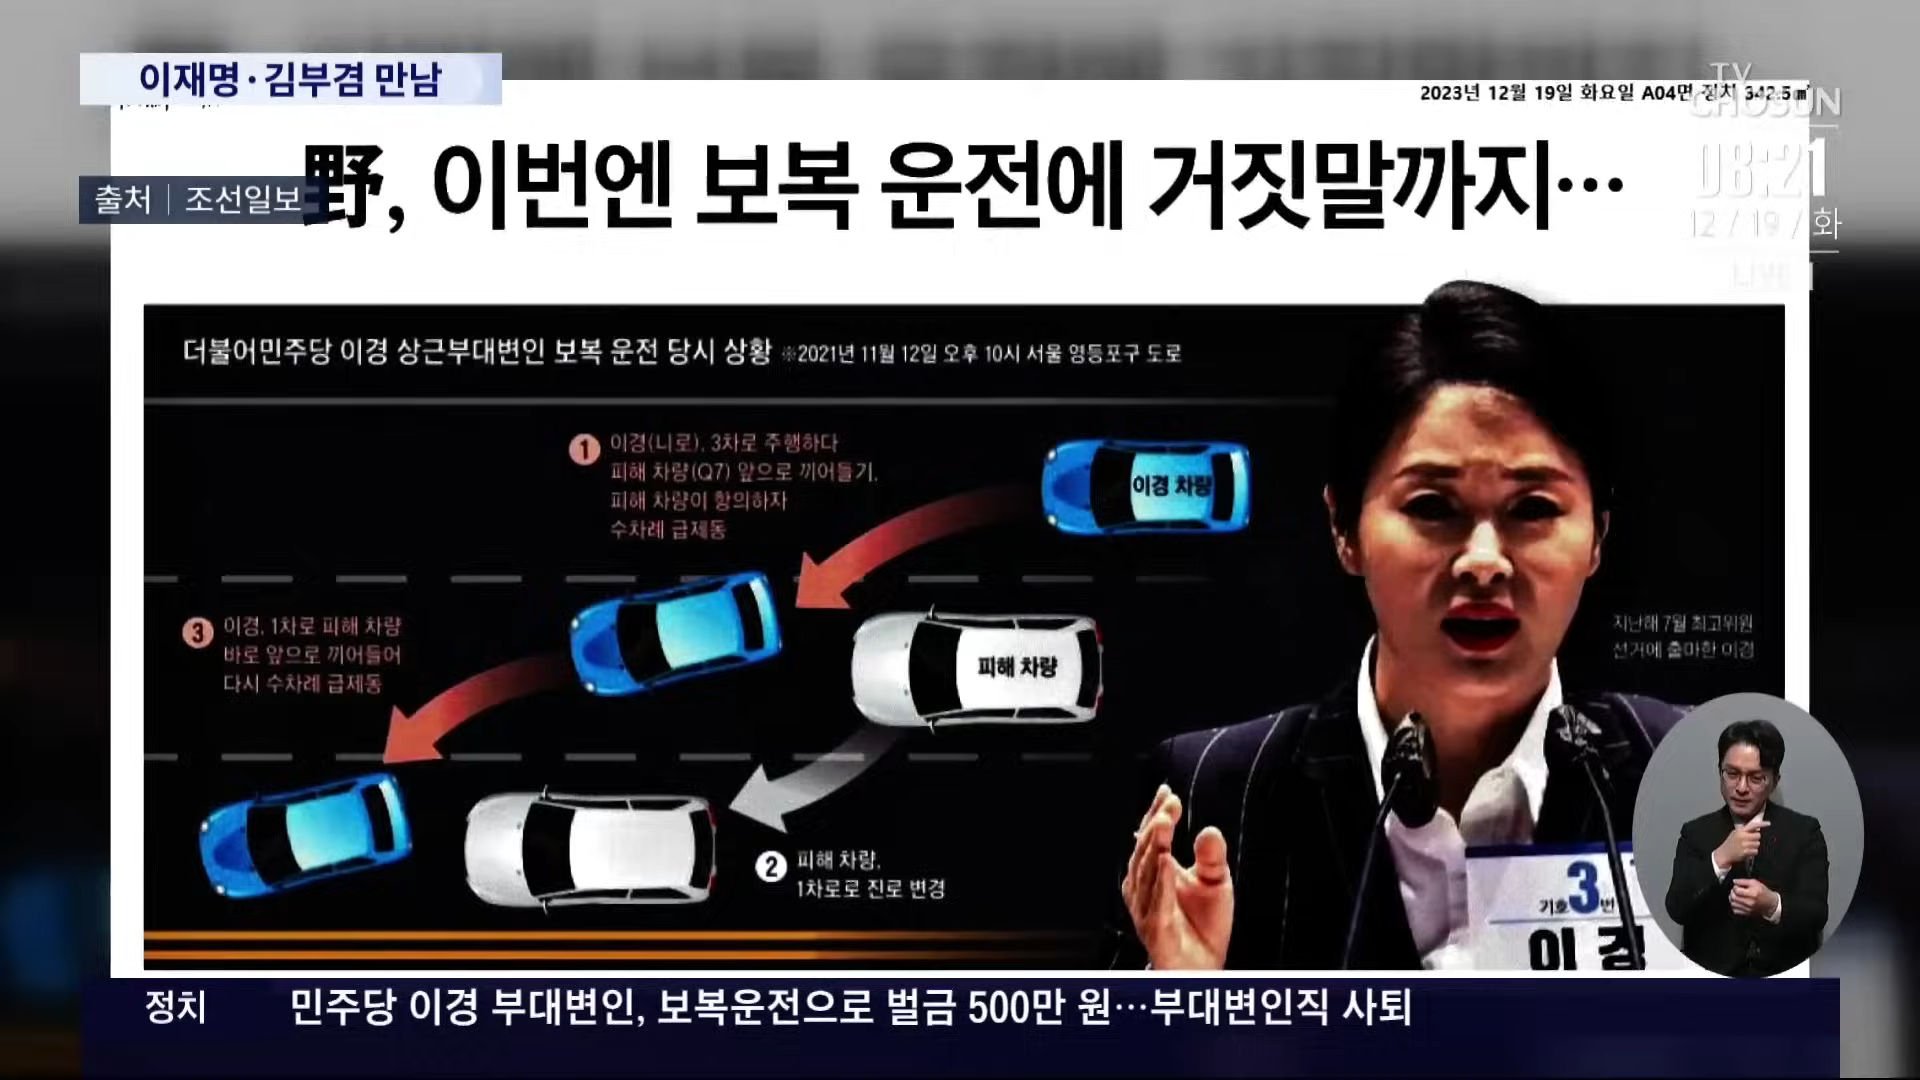 이재명·김부겸 만남
2023년 12월 19일 화요일 A04면 정치 342.5㎠
TV CHOSUN
08:21
12 / 19 / 화
LIVE
출처 | 조선일보
野, 이번엔 보복 운전에 거짓말까지…
더불어민주당 이경 상근부대변인 보복 운전 당시 상황 ※2021년 11월 12일 오후 10시 서울 영등포구 도로
1 이경(니로), 3차로 주행하다
피해 차량(Q7) 앞으로 끼어들기,
피해 차량이 항의하자
수차례 급제동
이경 차량
3 이경, 1차로 피해 차량
바로 앞으로 끼어들어
다시 수차례 급제동
피해 차량
지난해 7월 최고위원
선거에 출마한 이경
2 피해 차량,
1차로로 진로 변경
기호 3번
이 경
정치 민주당 이경 부대변인, 보복운전으로 벌금 500만 원…부대변인직 사퇴